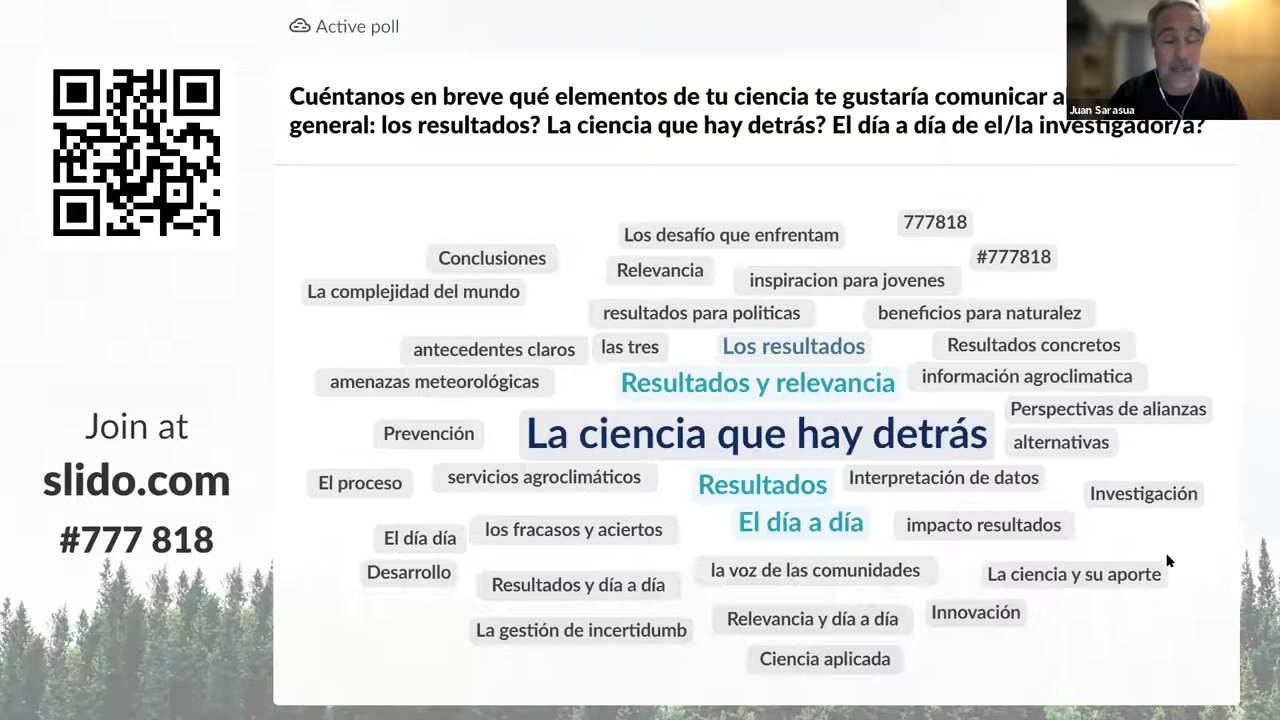 Active poll
Cuéntanos en breve qué elementos de tu ciencia te gustaría comunicar a
general: los resultados? La ciencia que hay detrás? El día a día de el/la investigador/a?
Juan Sarasua
777818
Los desafío que enfrentam
#777818
Conclusiones
Relevancia
inspiracion para jovenes
La complejidad del mundo
resultados para politicas
beneficios para naturalez
antecedentes claros
las tres
Los resultados
Resultados concretos
amenazas meteorológicas
Resultados y relevancia
información agroclimatica
Perspectivas de alianzas
Prevención
La ciencia que hay detrás
alternativas
El proceso
servicios agroclimáticos
Resultados
Interpretación de datos
Investigación
El día día
los fracasos y aciertos
El día a día
impacto resultados
Desarrollo
Resultados y día a día
la voz de las comunidades
La ciencia y su aporte
La gestión de incertidumb
Relevancia y día a día
Innovación
Ciencia aplicada
Join at
slido.com
#777 818